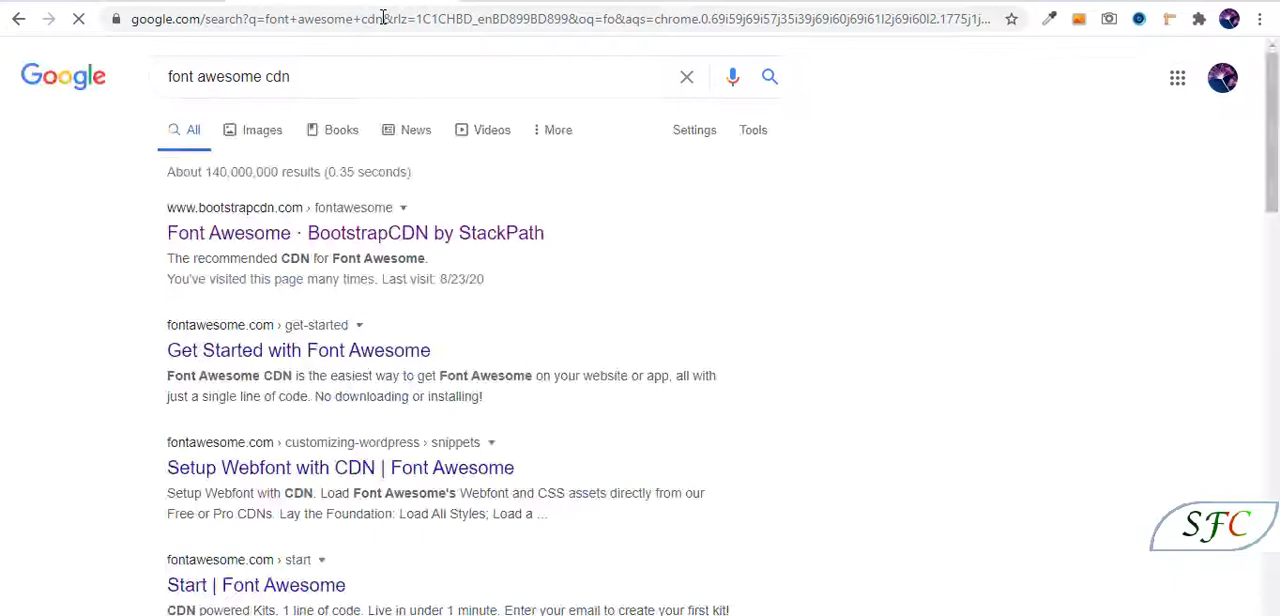 google.com/search?q=font+awesome+cdn&rlz=1C1CHBD_enBD899BD899&oq=fo&aqs=chrome.0.69i59j69i57j35i39j69i60j69i61l2j69i60l2.1775j1j...
Google
font awesome cdn
All Images Books News Videos More Settings Tools
About 140,000,000 results (0.35 seconds)
www.bootstrapcdn.com › fontawesome
Font Awesome · BootstrapCDN by StackPath
The recommended CDN for Font Awesome.
You've visited this page many times. Last visit: 8/23/20
fontawesome.com › get-started
Get Started with Font Awesome
Font Awesome CDN is the easiest way to get Font Awesome on your website or app, all with
just a single line of code. No downloading or installing!
fontawesome.com › customizing-wordpress › snippets
Setup Webfont with CDN | Font Awesome
Setup Webfont with CDN. Load Font Awesome's Webfont and CSS assets directly from our
Free or Pro CDNs. Lay the Foundation: Load All Styles; Load a ...
SFC
fontawesome.com › start
Start | Font Awesome
CDN powered Kits. 1 line of code. Live in under 1 minute. Enter your email to create your first kit!